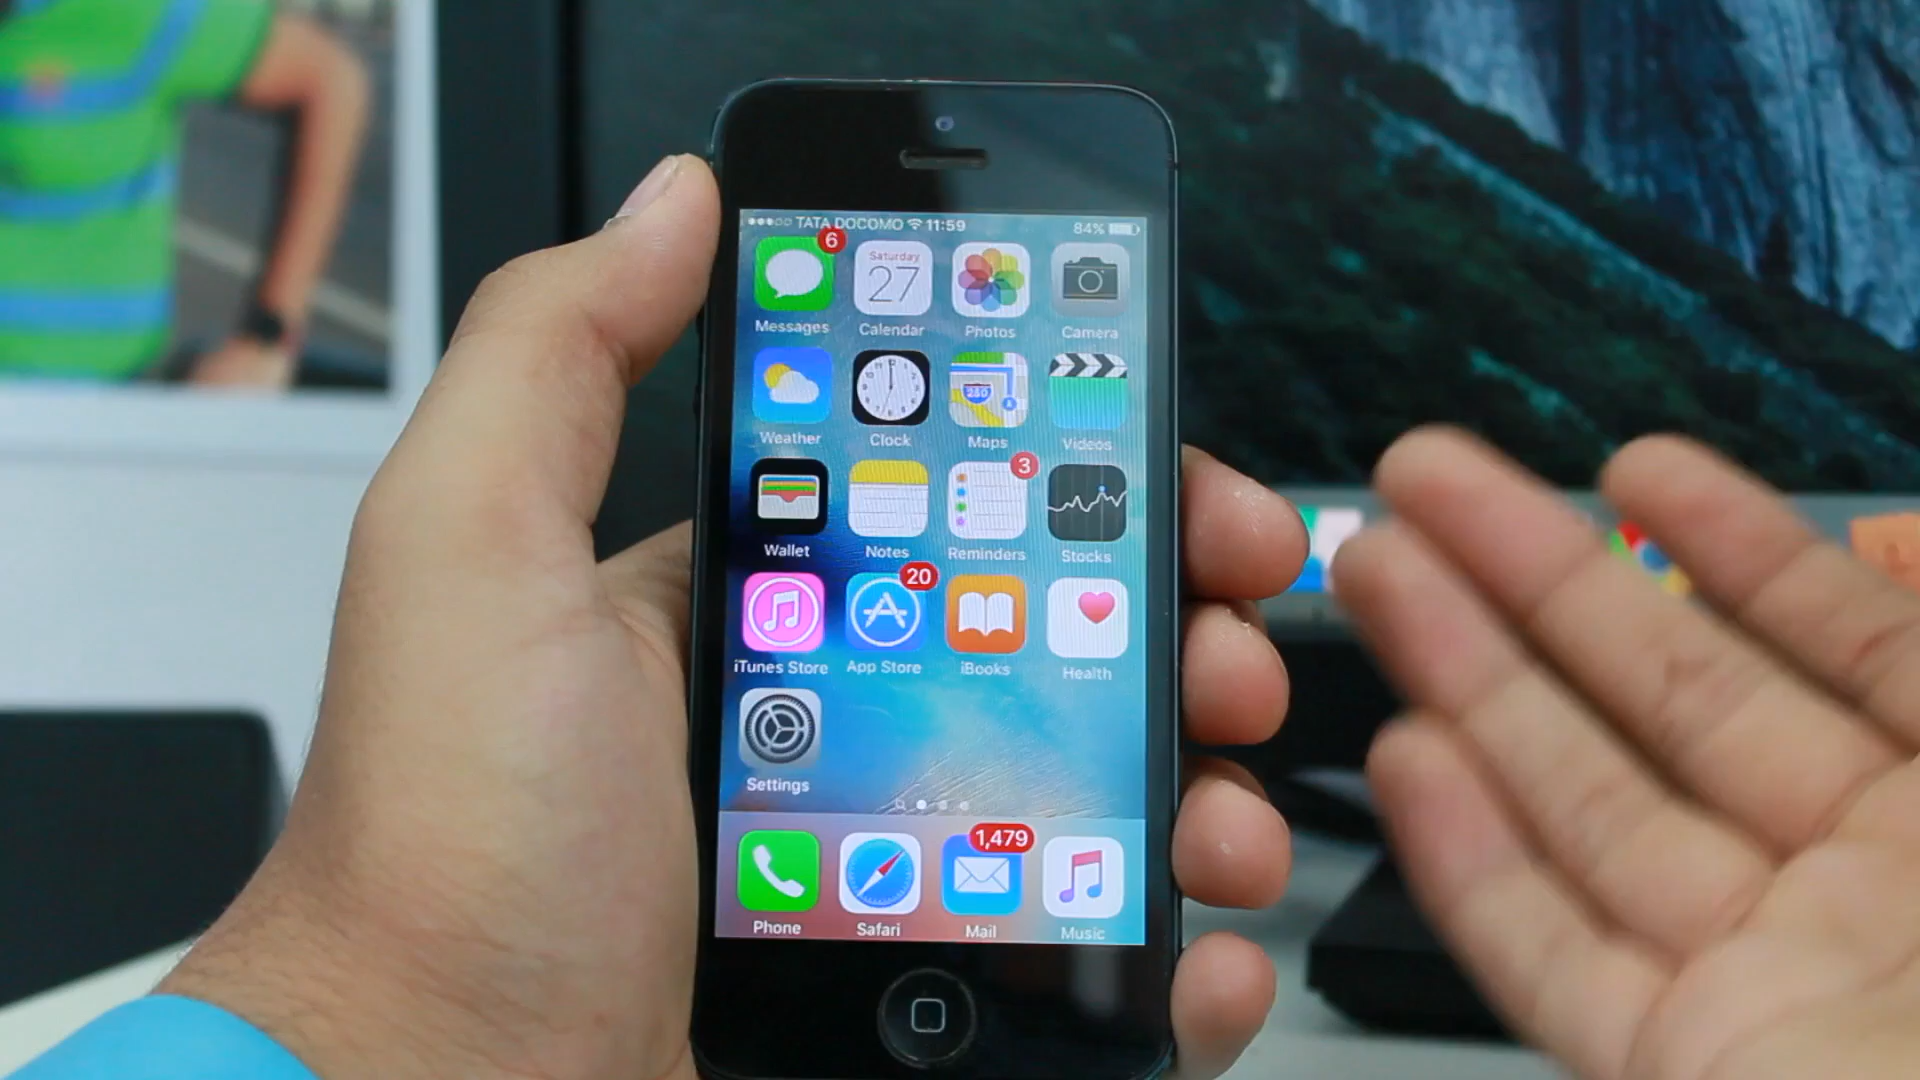 TATA DOCOMO 11:59 84%
6
Saturday
27
Messages Calendar Photos Camera
280
Weather Clock Maps Videos
3
Wallet Notes Reminders Stocks
20
iTunes Store App Store iBooks Health
Settings
1,479
Phone Safari Mail Music